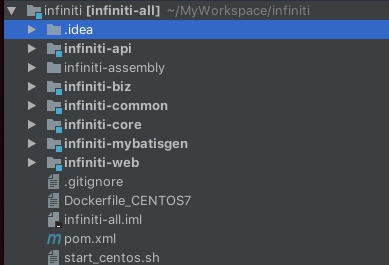 infiniti [infiniti-all] ~/MyWorkspace/infiniti
.idea
infiniti-api
infiniti-assembly
infiniti-biz
infiniti-common
infiniti-core
infiniti-mybatisgen
infiniti-web
.gitignore
Dockerfile_CENTOS7
infiniti-all.iml
m pom.xml
start_centos.sh